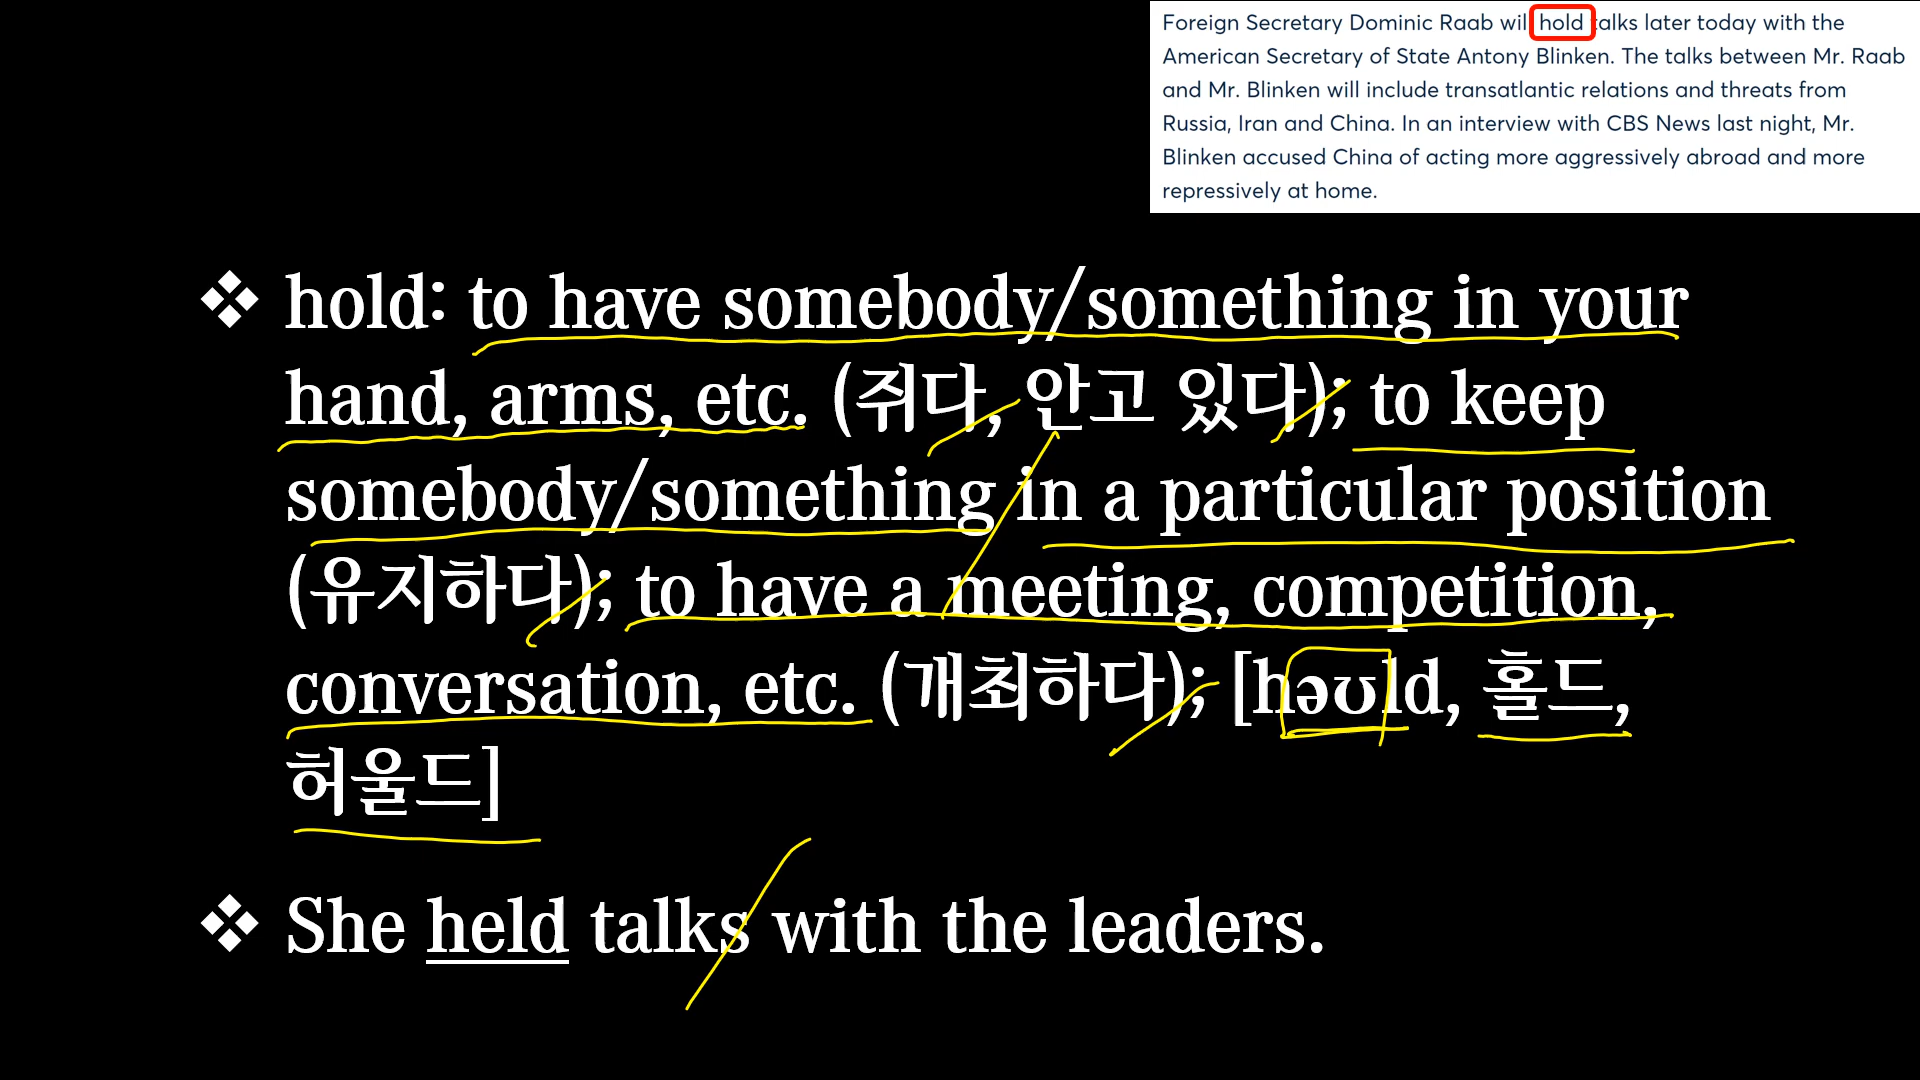 Foreign Secretary Dominic Raab will hold talks later today with the
American Secretary of State Antony Blinken. The talks between Mr. Raab
and Mr. Blinken will include transatlantic relations and threats from
Russia, Iran and China. In an interview with CBS News last night, Mr.
Blinken accused China of acting more aggressively abroad and more
repressively at home.
❖ hold: to have somebody/something in your
hand, arms, etc. (쥐다, 안고 있다); to keep
somebody/something in a particular position
(유지하다); to have a meeting, competition,
conversation, etc. (개최하다); [həʊld, 홀드,
허울드]
❖ She held talks with the leaders.